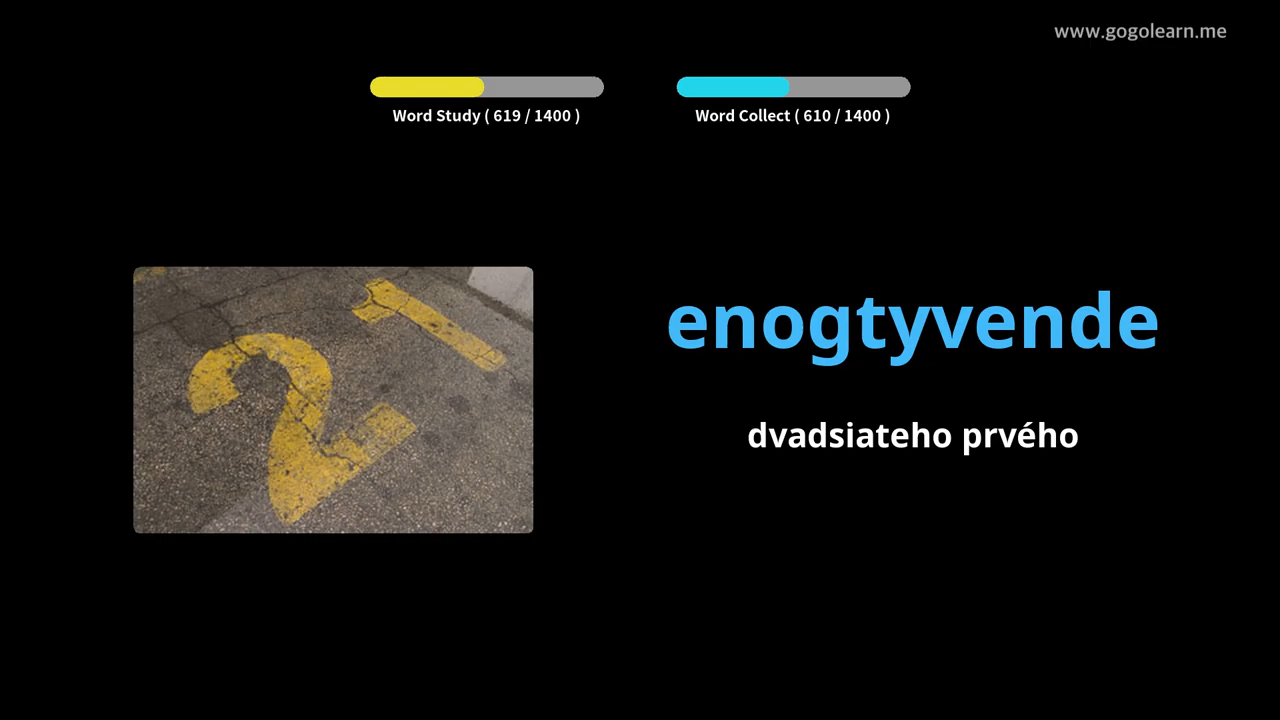 www.gogolearn.me
Word Study ( 619 / 1400 )
Word Collect ( 610 / 1400 )
21
enogtyvende
dvadsiateho prvého